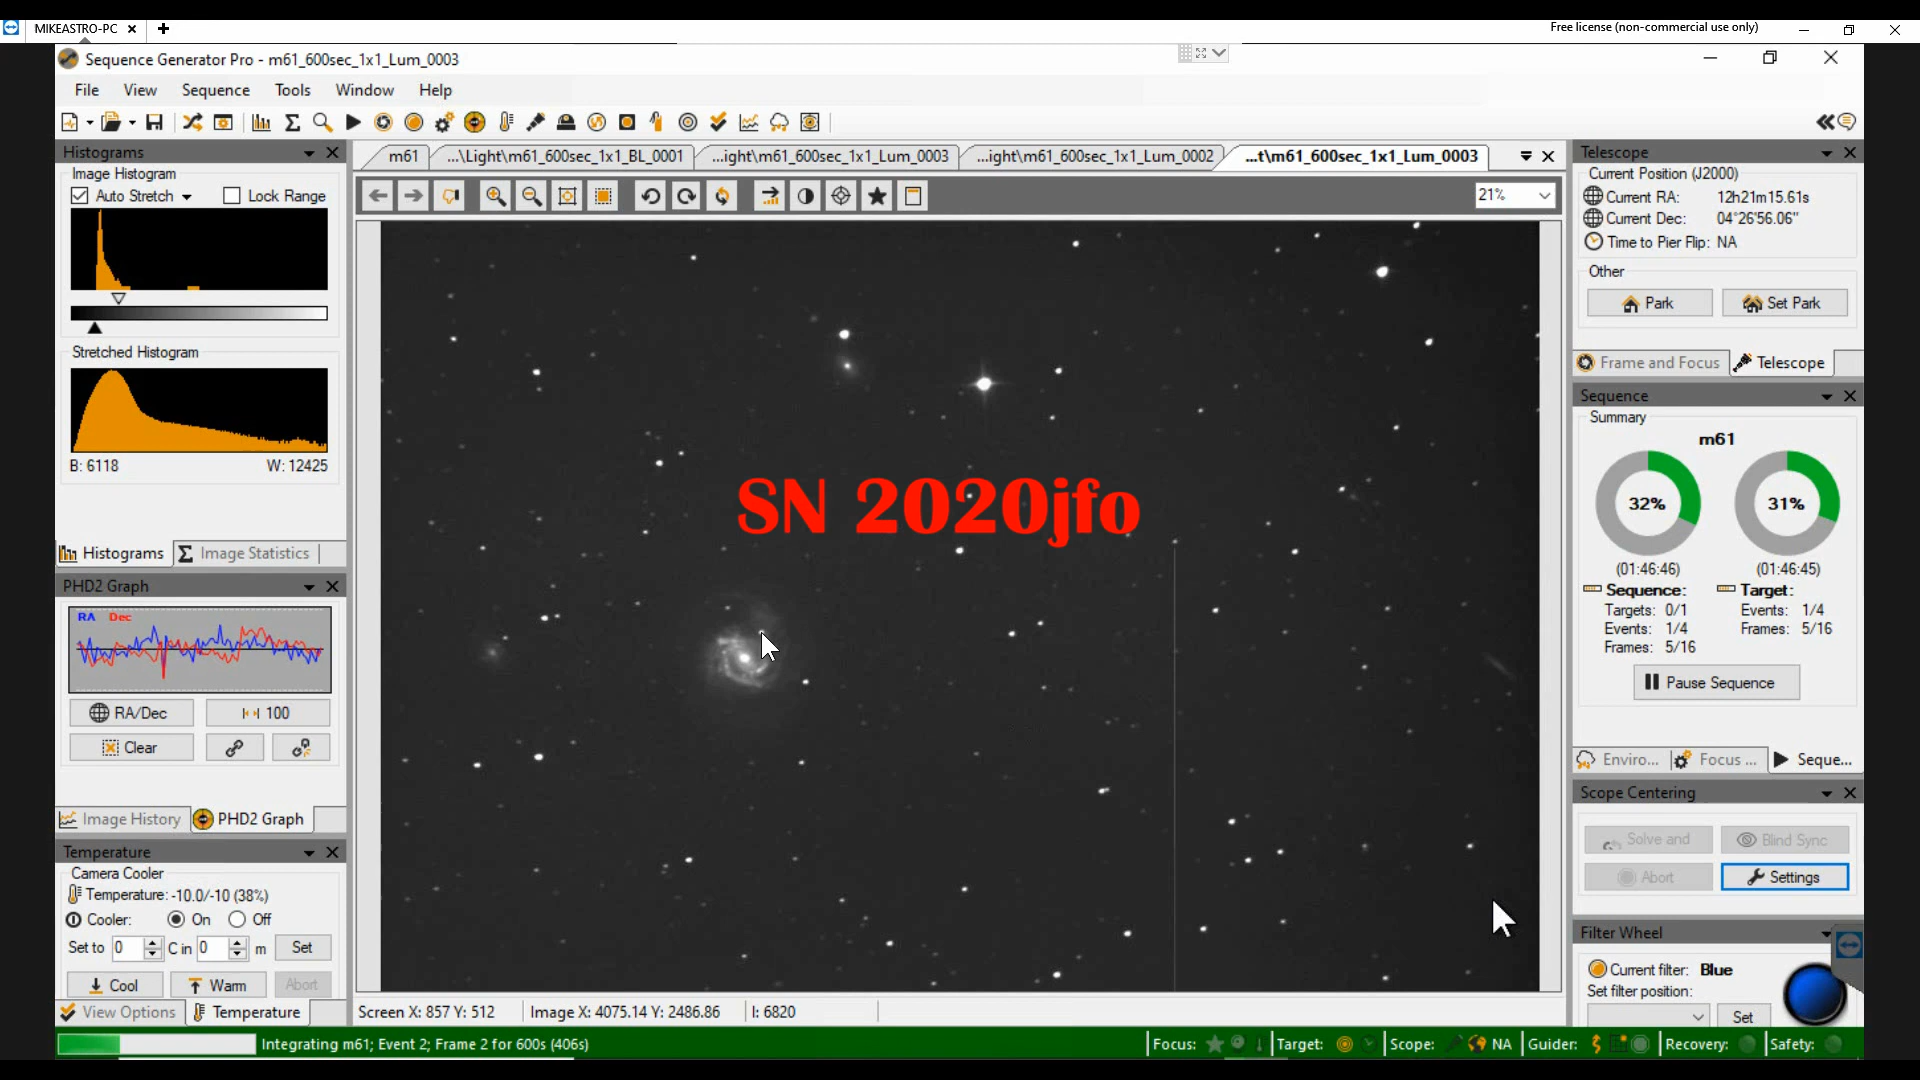 MIKEASTRO-PC
Free license (non-commercial use only)
Sequence Generator Pro - m61_600sec_1x1_Lum_0003
File View Sequence Tools Window Help
Histograms
Image Histogram
Auto Stretch Lock Range
Stretched Histogram
B: 6118 W: 12425
Histograms Image Statistics
PHD2 Graph
RA Dec
RA/Dec 100
Clear
Image History PHD2 Graph
Temperature
Camera Cooler
Temperature: -10.0/-10 (38%)
Cooler: On Off
Set to 0 C in 0 m Set
Cool Warm Abort
View Options Temperature
m61 ...\Light\m61_600sec_1x1_BL_0001 ...ight\m61_600sec_1x1_Lum_0003 ...ight\m61_600sec_1x1_Lum_0002 ...t\m61_600sec_1x1_Lum_0003
21%
SN 2020jfo
Screen X: 857 Y: 512 Image X: 4075.14 Y: 2486.86 I: 6820
Telescope
Current Position (J2000)
Current RA: 12h21m15.61s
Current Dec: 04°26'56.06"
Time to Pier Flip: NA
Other
Park Set Park
Frame and Focus Telescope
Sequence
Summary
m61
32% 31%
(01:46:46) (01:46:45)
Sequence: Target:
Targets: 0/1 Events: 1/4
Events: 1/4 Frames: 5/16
Frames: 5/16
Pause Sequence
Enviro... Focus ... Seque...
Scope Centering
Solve and Blind Sync
Abort Settings
Filter Wheel
Current filter: Blue
Set filter position:
Set
Integrating m61; Event 2; Frame 2 for 600s (406s)
Focus: Target: Scope: NA Guider: Recovery: Safety: